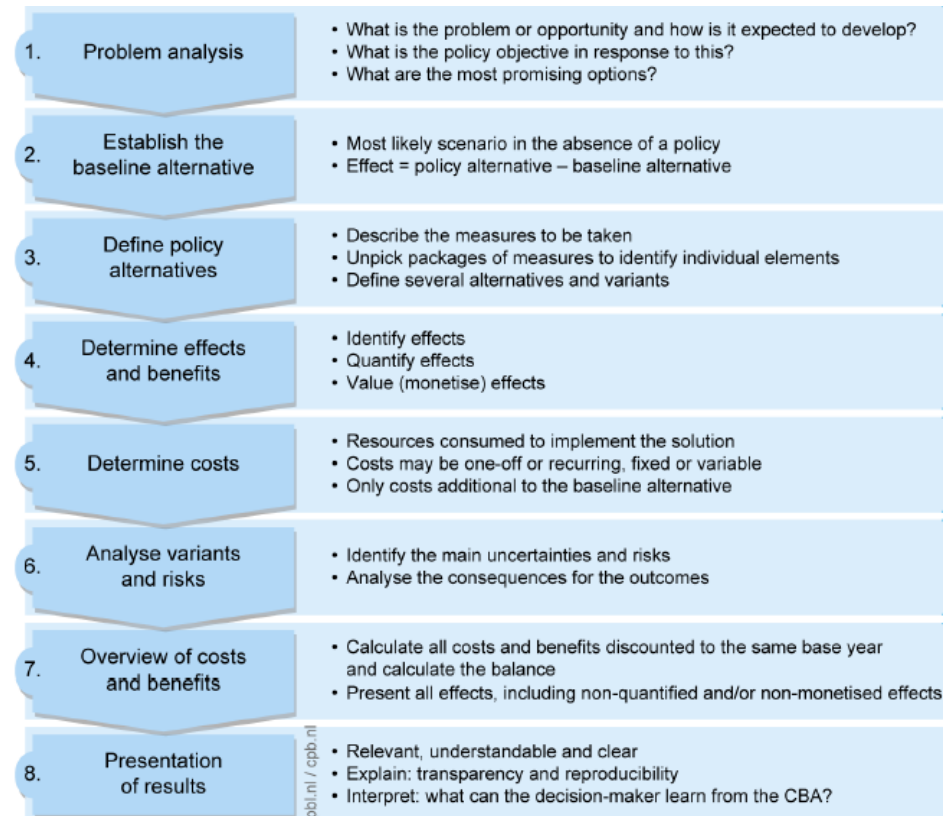 1.
Problem analysis
• What is the problem or opportunity and how is it expected to develop?
• What is the policy objective in response to this?
• What are the most promising options?
2.
Establish the
baseline alternative
• Most likely scenario in the absence of a policy
• Effect = policy alternative – baseline alternative
3.
Define policy
alternatives
• Describe the measures to be taken
• Unpick packages of measures to identify individual elements
• Define several alternatives and variants
4.
Determine effects
and benefits
• Identify effects
• Quantify effects
• Value (monetise) effects
5.
Determine costs
• Resources consumed to implement the solution
• Costs may be one-off or recurring, fixed or variable
• Only costs additional to the baseline alternative
6.
Analyse variants
and risks
• Identify the main uncertainties and risks
• Analyse the consequences for the outcomes
7.
Overview of costs
and benefits
• Calculate all costs and benefits discounted to the same base year
and calculate the balance
• Present all effects, including non-quantified and/or non-monetised effects
8.
Presentation
of results
pbl.nl / cpb.nl
• Relevant, understandable and clear
• Explain: transparency and reproducibility
• Interpret: what can the decision-maker learn from the CBA?